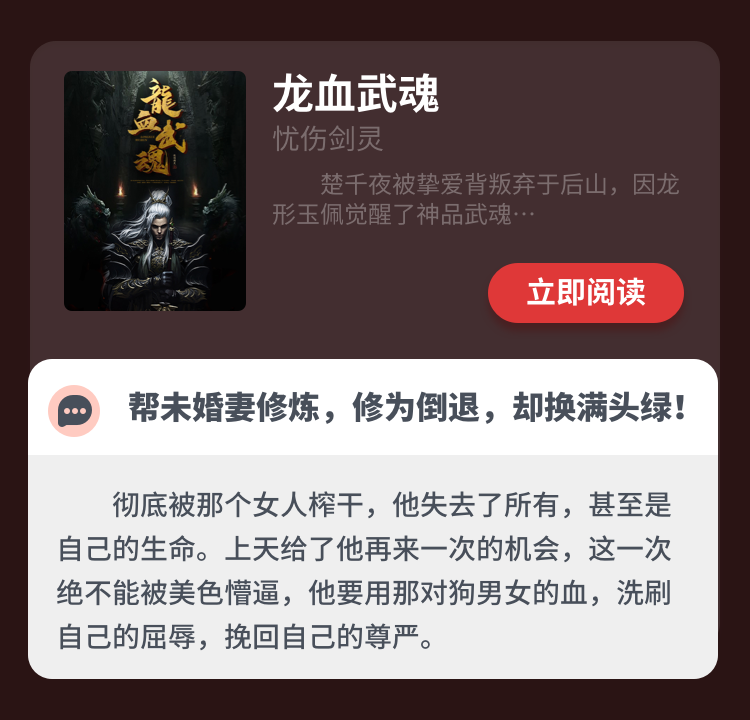 龍血武魂
龙血武魂
忧伤剑灵
楚千夜被挚爱背叛弃于后山，因龙
形玉佩觉醒了神品武魂…
立即阅读
帮未婚妻修炼，修为倒退，却换满头绿！
彻底被那个女人榨干，他失去了所有，甚至是
自己的生命。上天给了他再来一次的机会，这一次
绝不能被美色懵逼，他要用那对狗男女的血，洗刷
自己的屈辱，挽回自己的尊严。